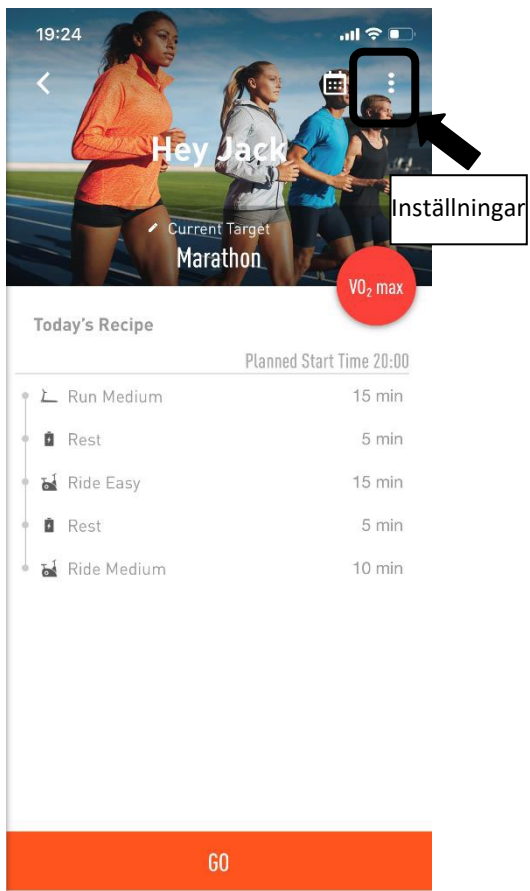 19:24
Hey Jack
Inställningar
Current Target
Marathon
VO₂ max
Today's Recipe
Planned Start Time 20:00
Run Medium 15 min
Rest 5 min
Ride Easy 15 min
Rest 5 min
Ride Medium 10 min
GO